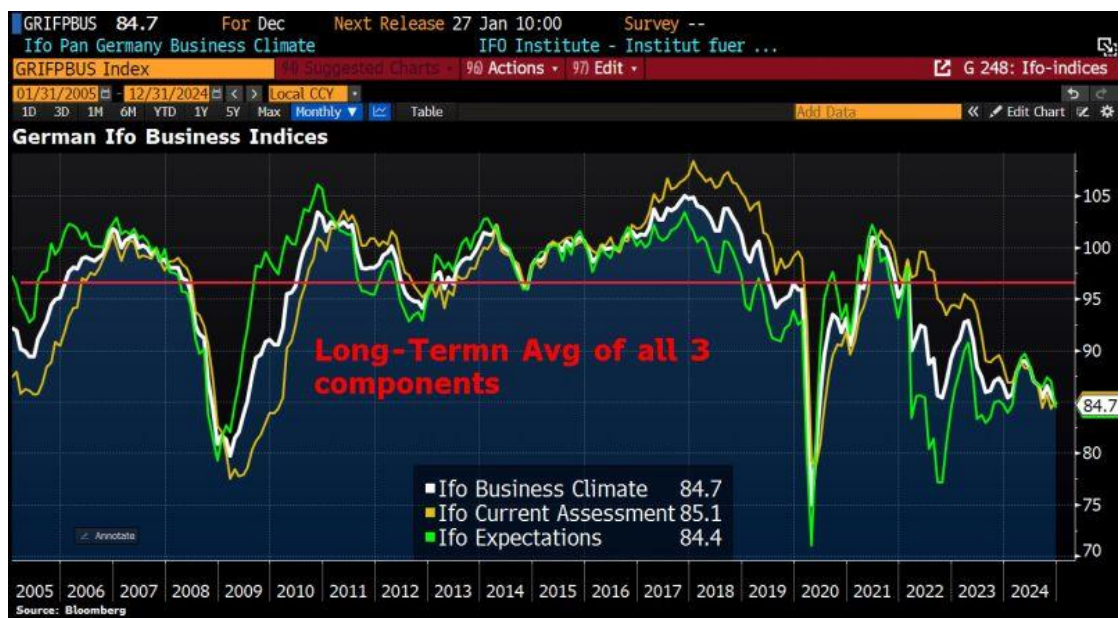 GRIFPBUS 84.7 For Dec Next Release 27 Jan 10:00 Survey --
Ifo Pan Germany Business Climate IFO Institute - Institut fuer ...
GRIFPBUS Index 94) Suggested Charts 96) Actions 97) Edit G 248: Ifo-indices
01/31/2005 - 12/31/2024 < > Local CCY
1D 3D 1M 6M YTD 1Y 5Y Max Monthly ▼ Table Add Data « Edit Chart
German Ifo Business Indices
105
100
95
90
84.7
80
75
70
Long-Termn Avg of all 3
components
Ifo Business Climate 84.7
Ifo Current Assessment 85.1
Ifo Expectations 84.4
Annotate
2005 2006 2007 2008 2009 2010 2011 2012 2013 2014 2015 2016 2017 2018 2019 2020 2021 2022 2023 2024
Source: Bloomberg